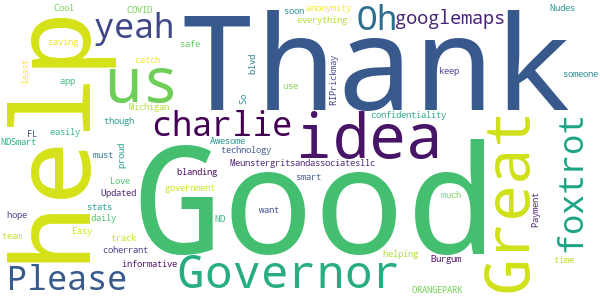 Cool
COVID
soon
anonymity
Nudes
yeah
Thank
Oh
googlemaps
everything
saving
help
us
safe
catch
blvd
RIPrickmay
keep
someone
least
app
use
So
Michigan
charlie
idea
confidentiality
Great
foxtrot
though
FL
easily
NDSmart
must
proud
Awesome
technology
Good
Meunstergritsandassociatesllc
blanding
smart
Love
government
Updated
much
Payment
hope
stats
daily
ND
want
team
Easy
track
coherrant
helping
time
informative
Burgum
Please
Governor
ORANGEPARK